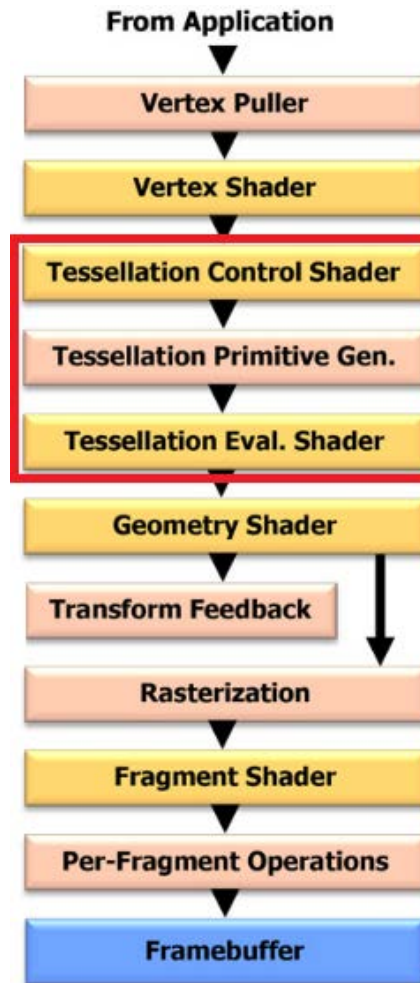 From Application
Vertex Puller
Vertex Shader
Tessellation Control Shader
Tessellation Primitive Gen.
Tessellation Eval. Shader
Geometry Shader
Transform Feedback
Rasterization
Fragment Shader
Per-Fragment Operations
Framebuffer